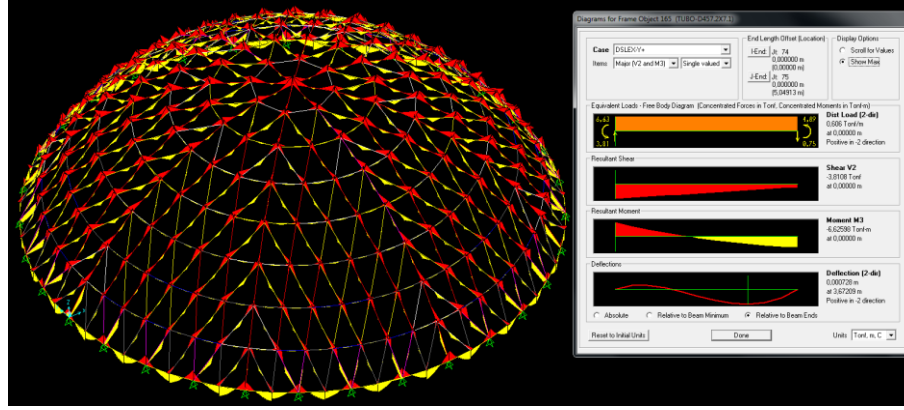 Diagrams for Frame Object 165 (TUBO-D457,2X7.1)
Case DSLEX-Y+
Items Major (V2 and M3) Single valued
End Length Offset (Location)
I-End: Jt: 74
0,000000 m
(0,00000 m)
J-End: Jt: 75
0,000000 m
(5,04913 m)
Display Options
Scroll for Values
Show Max
Equivalent Loads - Free Body Diagram (Concentrated Forces in Tonf, Concentrated Moments in Tonf-m)
6.63
3.81
4.89
0.75
Dist Load (2-dir)
0,606 Tonf/m
at 0,00000 m
Positive in -2 direction
Resultant Shear
Shear V2
-3,8108 Tonf
at 0,00000 m
Resultant Moment
Moment M3
-6,62598 Tonf-m
at 0,00000 m
Deflections
Deflection (2-dir)
0,000728 m
at 3,67209 m
Positive in -2 direction
Absolute
Relative to Beam Minimum
Relative to Beam Ends
Reset to Initial Units
Done
Units Tonf, m, C